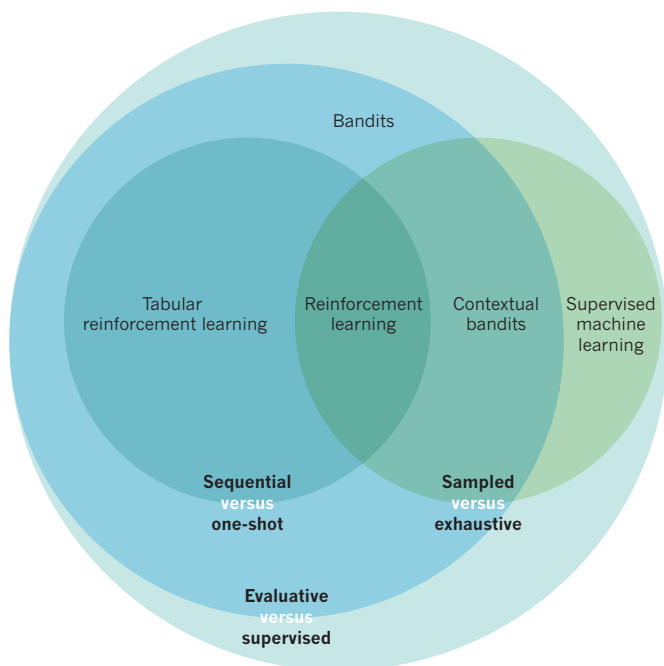 Bandits
Tabular
reinforcement learning
Reinforcement
learning
Contextual
bandits
Supervised
machine
learning
Sequential
versus
one-shot
Sampled
versus
exhaustive
Evaluative
versus
supervised